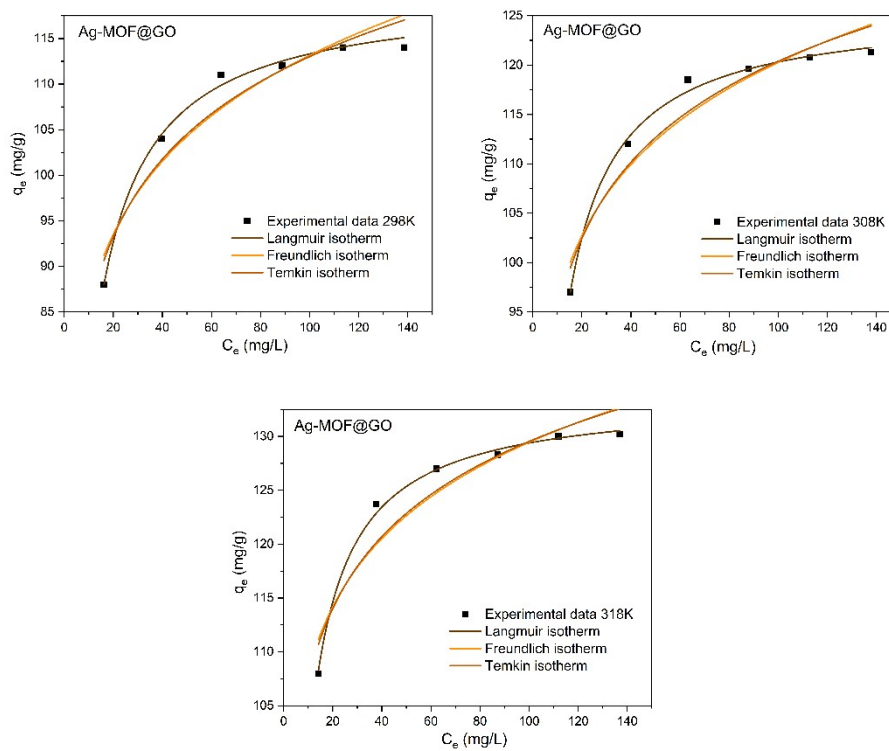 Ag-MOF@GO
115
110
105
100
95
90
85
qe (mg/g)
Experimental data 298K
Langmuir isotherm
Freundlich isotherm
Temkin isotherm
0 20 40 60 80 100 120 140
Ce (mg/L)
Ag-MOF@GO
125
120
115
110
105
100
95
qe (mg/g)
Experimental data 308K
Langmuir isotherm
Freundlich isotherm
Temkin isotherm
0 20 40 60 80 100 120 140
Ce (mg/L)
Ag-MOF@GO
130
125
120
115
110
105
qe (mg/g)
Experimental data 318K
Langmuir isotherm
Freundlich isotherm
Temkin isotherm
0 20 40 60 80 100 120 140
Ce (mg/L)